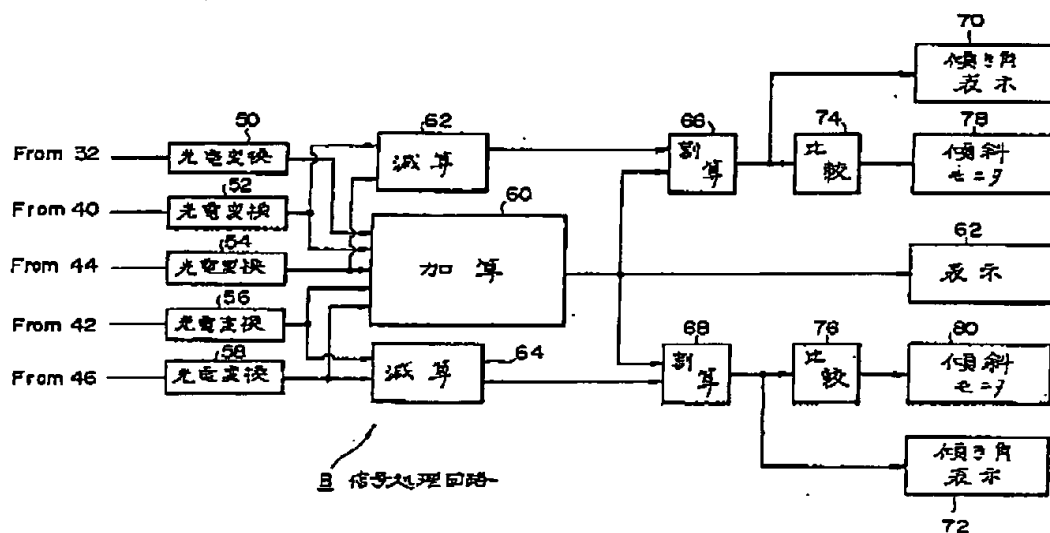 70
傾き角
表示
50
62
66
74
78
From 32
光電変換
減算
割算
比較
傾斜
モニタ
52
60
From 40
光電変換
54
62
From 44
光電変換
加算
表示
56
From 42
光電変換
68
76
80
58
64
From 46
光電変換
減算
割算
比較
傾斜
モニタ
B 信号処理回路
傾き角
表示
72